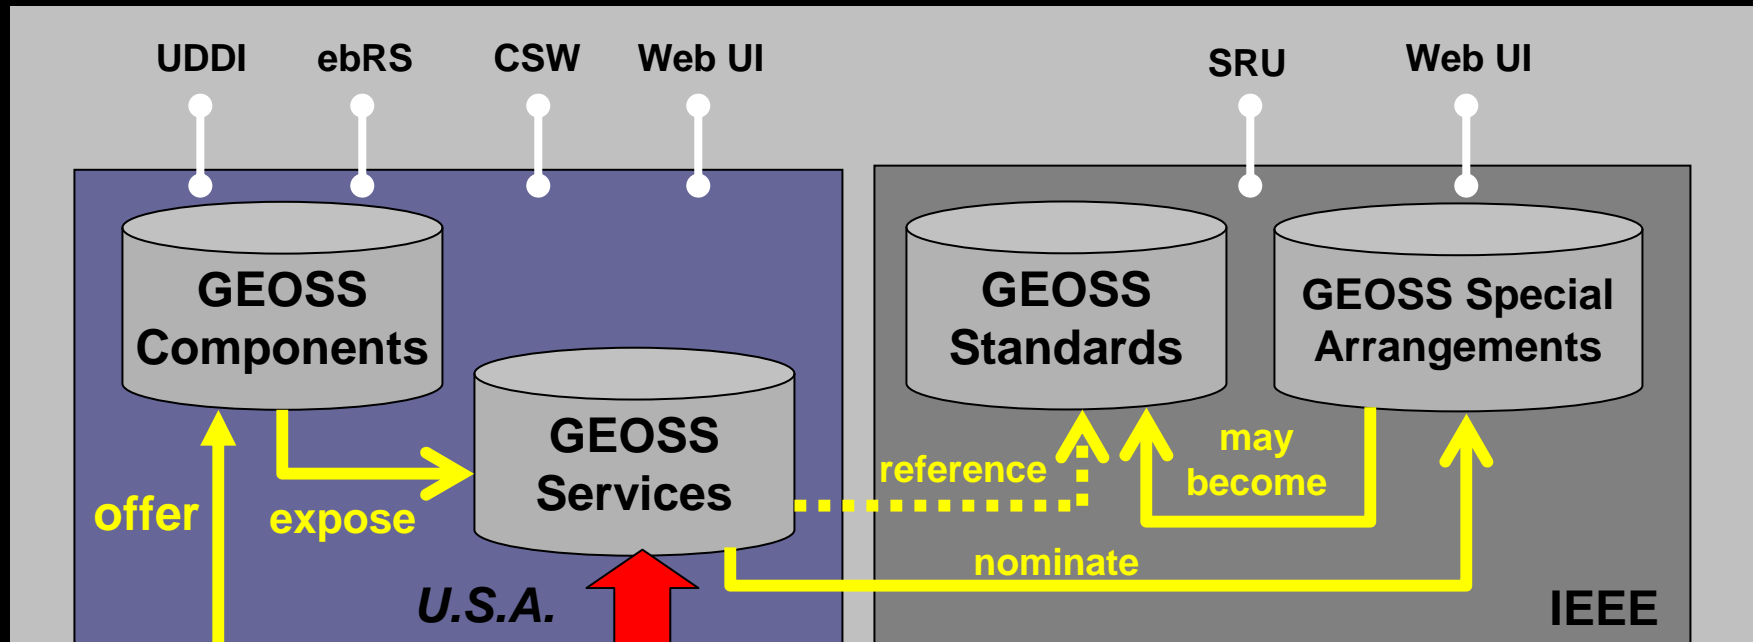 UDDI ebRS CSW Web UI SRU Web UI
GEOSS
Components
GEOSS
Standards
GEOSS Special
Arrangements
GEOSS
Services
offer
expose
reference
may
become
nominate
U.S.A.
IEEE